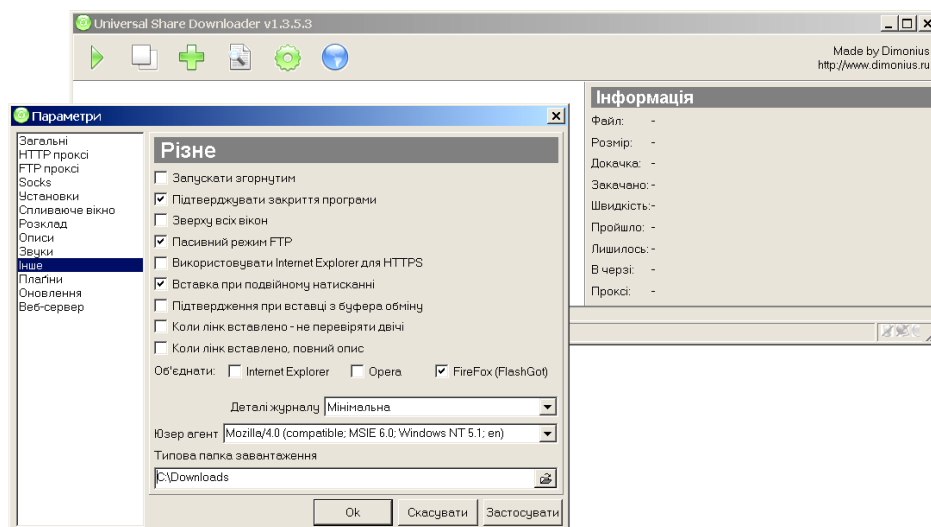 Universal Share Downloader v1.3.5.3
Made by Dimonius
http://www.dimonius.ru
Інформація
Файл: -
Розмір: -
Докачка: -
Закачано: -
Швидкість: -
Пройшло: -
Лишилось: -
В черзі: -
Проксі: -
Параметри
Загальні
HTTP проксі
FTP проксі
Socks
Установки
Спливаюче вікно
Розклад
Описи
Звуки
Інше
Плаґіни
Оновлення
Веб-сервер
Різне
Запускати згорнутим
Підтверджувати закриття програми
Зверху всіх вікон
Пасивний режим FTP
Використовувати Internet Explorer для HTTPS
Вставка при подвійному натисканні
Підтвердження при вставці з буфера обміну
Коли лінк вставлено - не перевіряти двічі
Коли лінк вставлено, повний опис
Об'єднати: Internet Explorer Opera FireFox (FlashGot)
Деталі журналу Мінімальна
Юзер агент Mozilla/4.0 (compatible; MSIE 6.0; Windows NT 5.1; en)
Типова папка завантаження
C:\Downloads
Ok Скасувати Застосувати